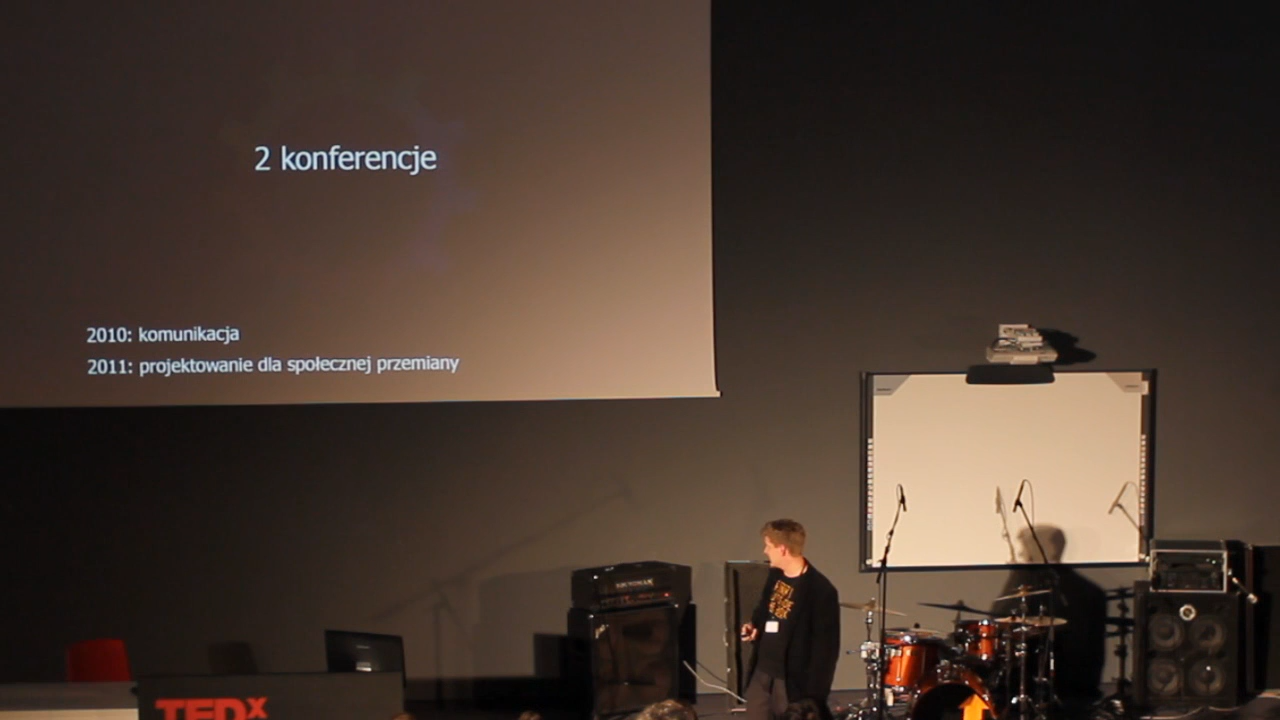 2 konferencje
2010: komunikacja
2011: projektowanie dla społecznej przemiany
TEDx